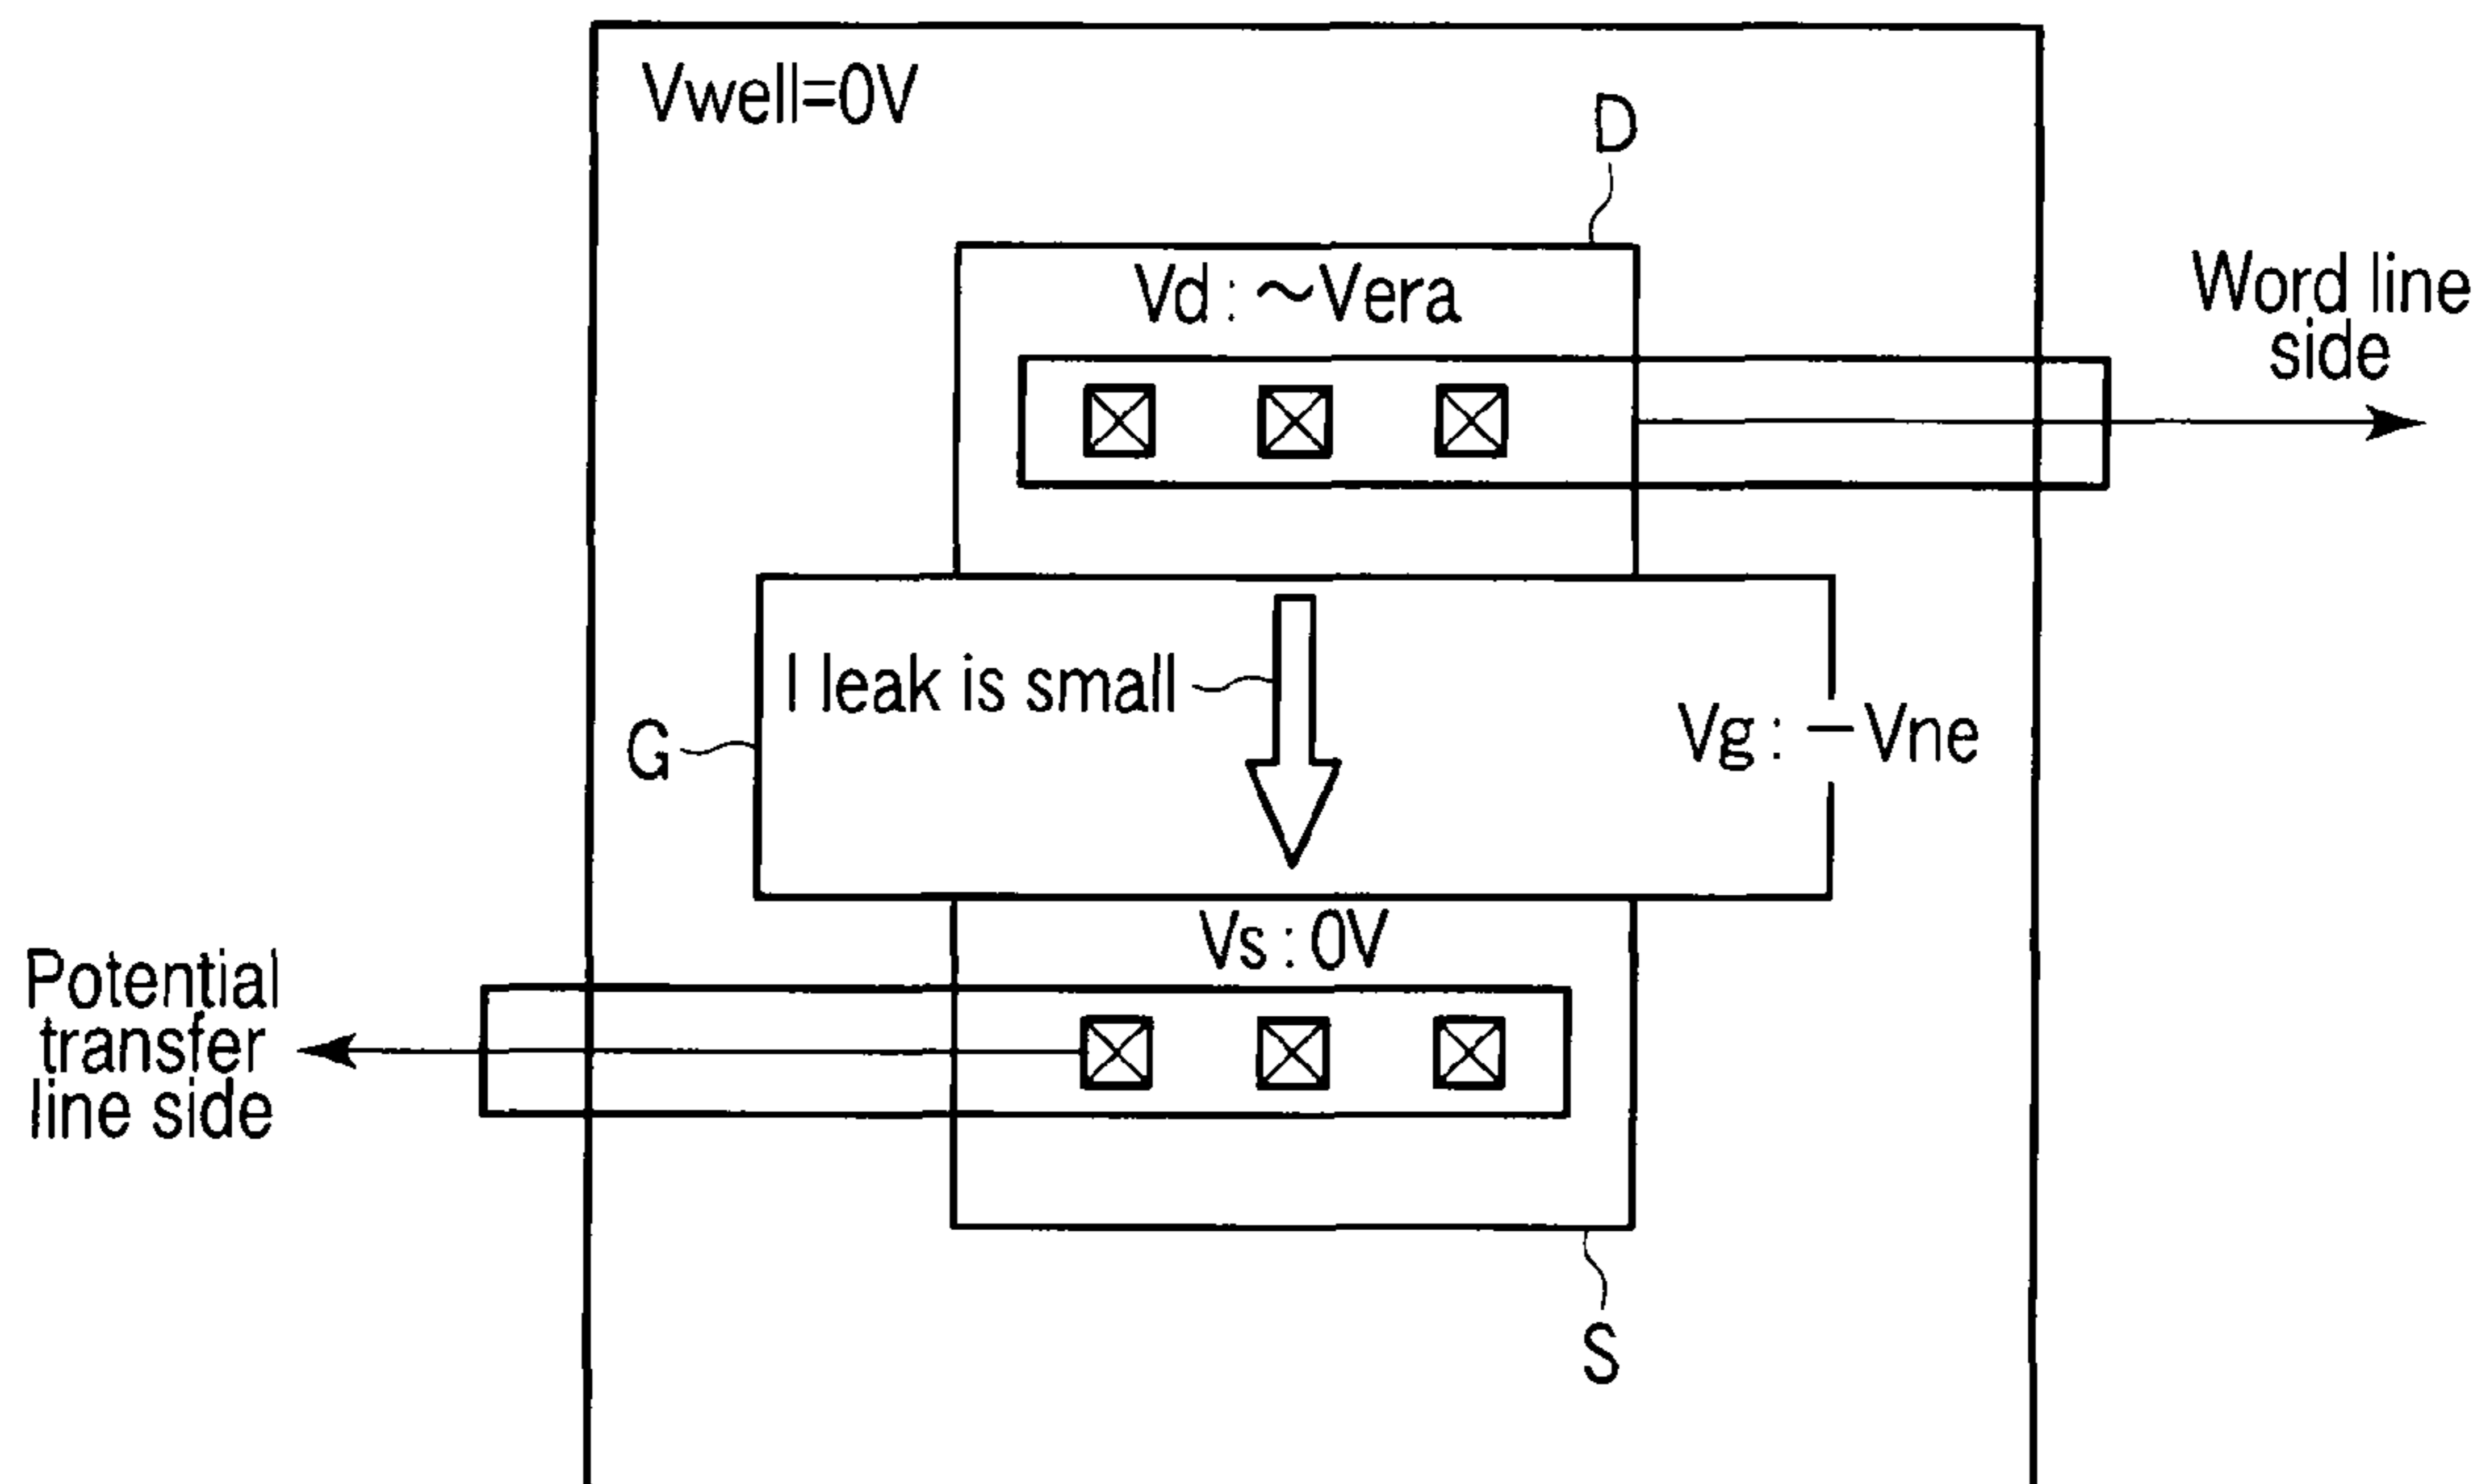 Vwell=0V
D
Vd : ~Vera
Word line
side
I leak is small
G
Vg : −Vne
Vs : 0V
Potential
transfer
line side
S